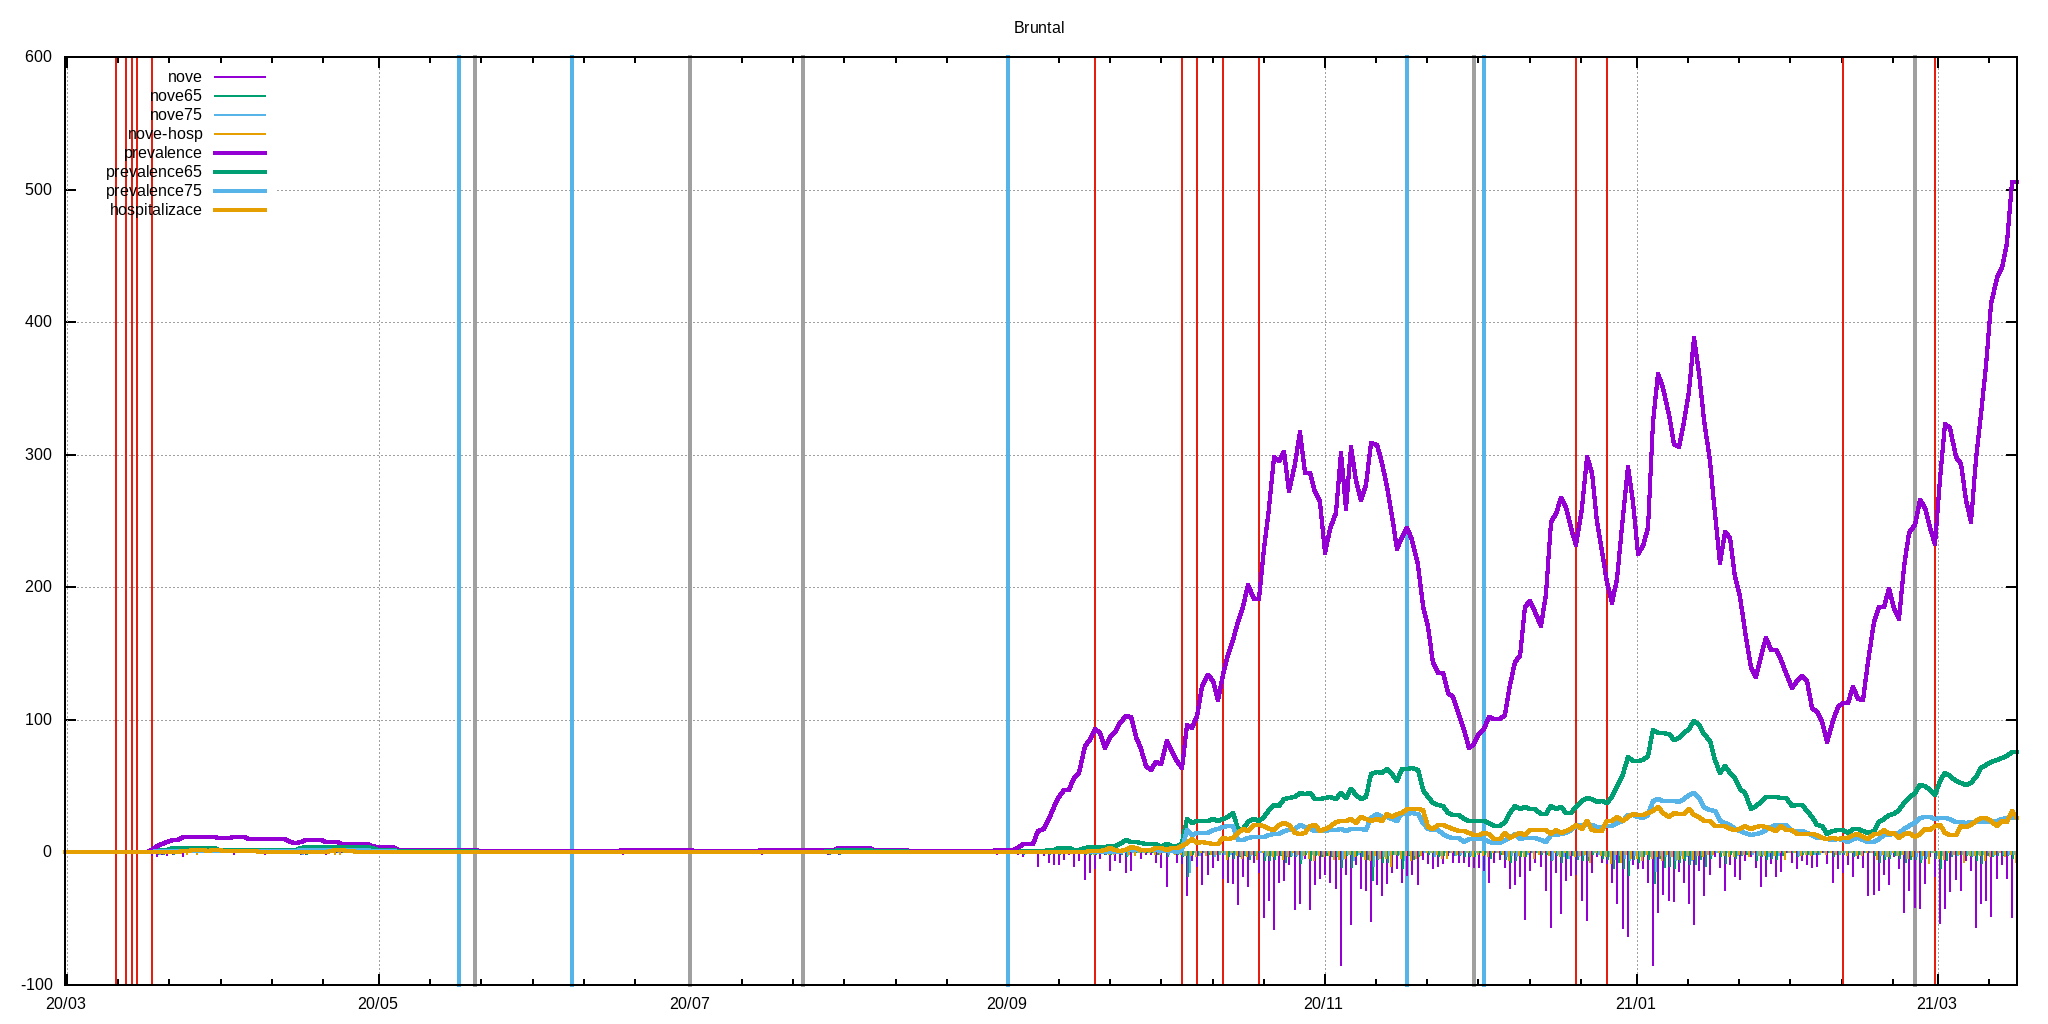 Bruntal
600
500
400
300
200
100
0
-100
nove
nove65
nove75
nove-hosp
prevalence
prevalence65
prevalence75
hospitalizace
20/03 20/05 20/07 20/09 20/11 21/01 21/03